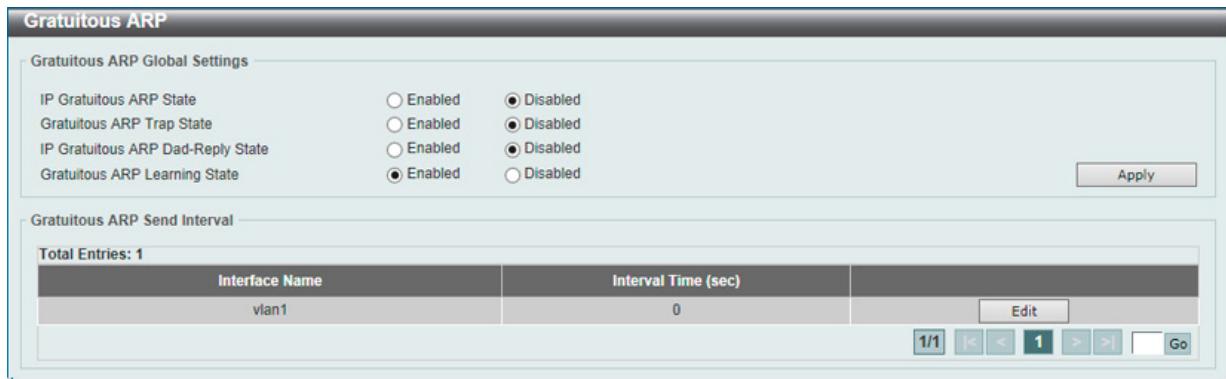 Gratuitous ARP
Gratuitous ARP Global Settings
IP Gratuitous ARP State Enabled Disabled
Gratuitous ARP Trap State Enabled Disabled
IP Gratuitous ARP Dad-Reply State Enabled Disabled
Gratuitous ARP Learning State Enabled Disabled Apply
Gratuitous ARP Send Interval
Total Entries: 1
Interface Name Interval Time (sec)
vlan1 0 Edit
1/1 |< < 1 > >| Go